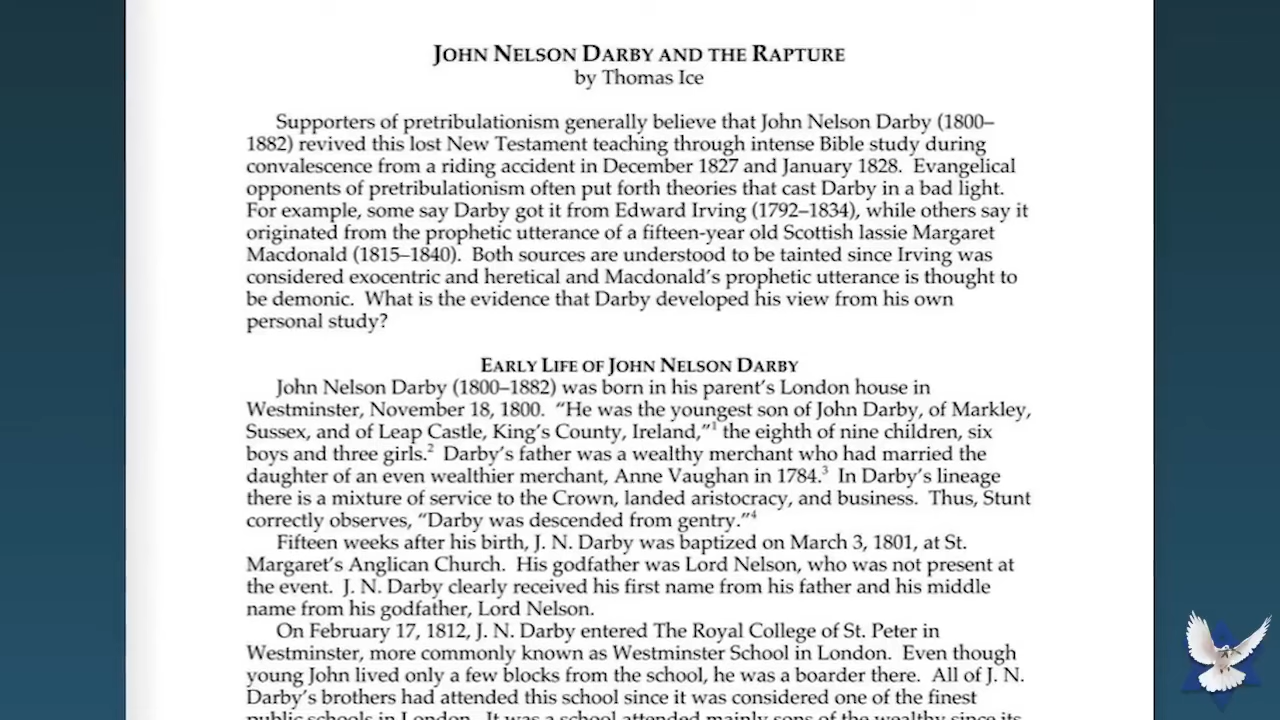 JOHN NELSON DARBY AND THE RAPTURE
by Thomas Ice
Supporters of pretribulationism generally believe that John Nelson Darby (1800–
1882) revived this lost New Testament teaching through intense Bible study during
convalescence from a riding accident in December 1827 and January 1828.  Evangelical
opponents of pretribulationism often put forth theories that cast Darby in a bad light.
For example, some say Darby got it from Edward Irving (1792–1834), while others say it
originated from the prophetic utterance of a fifteen-year old Scottish lassie Margaret
Macdonald (1815–1840).  Both sources are understood to be tainted since Irving was
considered exocentric and heretical and Macdonald’s prophetic utterance is thought to
be demonic.  What is the evidence that Darby developed his view from his own
personal study?
EARLY LIFE OF JOHN NELSON DARBY
John Nelson Darby (1800–1882) was born in his parent’s London house in
Westminster, November 18, 1800.  “He was the youngest son of John Darby, of Markley,
Sussex, and of Leap Castle, King’s County, Ireland,”¹ the eighth of nine children, six
boys and three girls.²  Darby’s father was a wealthy merchant who had married the
daughter of an even wealthier merchant, Anne Vaughan in 1784.³  In Darby’s lineage
there is a mixture of service to the Crown, landed aristocracy, and business.  Thus, Stunt
correctly observes, “Darby was descended from gentry.”⁴
Fifteen weeks after his birth, J. N. Darby was baptized on March 3, 1801, at St.
Margaret’s Anglican Church.  His godfather was Lord Nelson, who was not present at
the event.  J. N. Darby clearly received his first name from his father and his middle
name from his godfather, Lord Nelson.
On February 17, 1812, J. N. Darby entered The Royal College of St. Peter in
Westminster, more commonly known as Westminster School in London.  Even though
young John lived only a few blocks from the school, he was a boarder there.  All of J. N.
Darby’s brothers had attended this school since it was considered one of the finest
public schools in London.  It was a school attended mainly sons of the wealthy since its